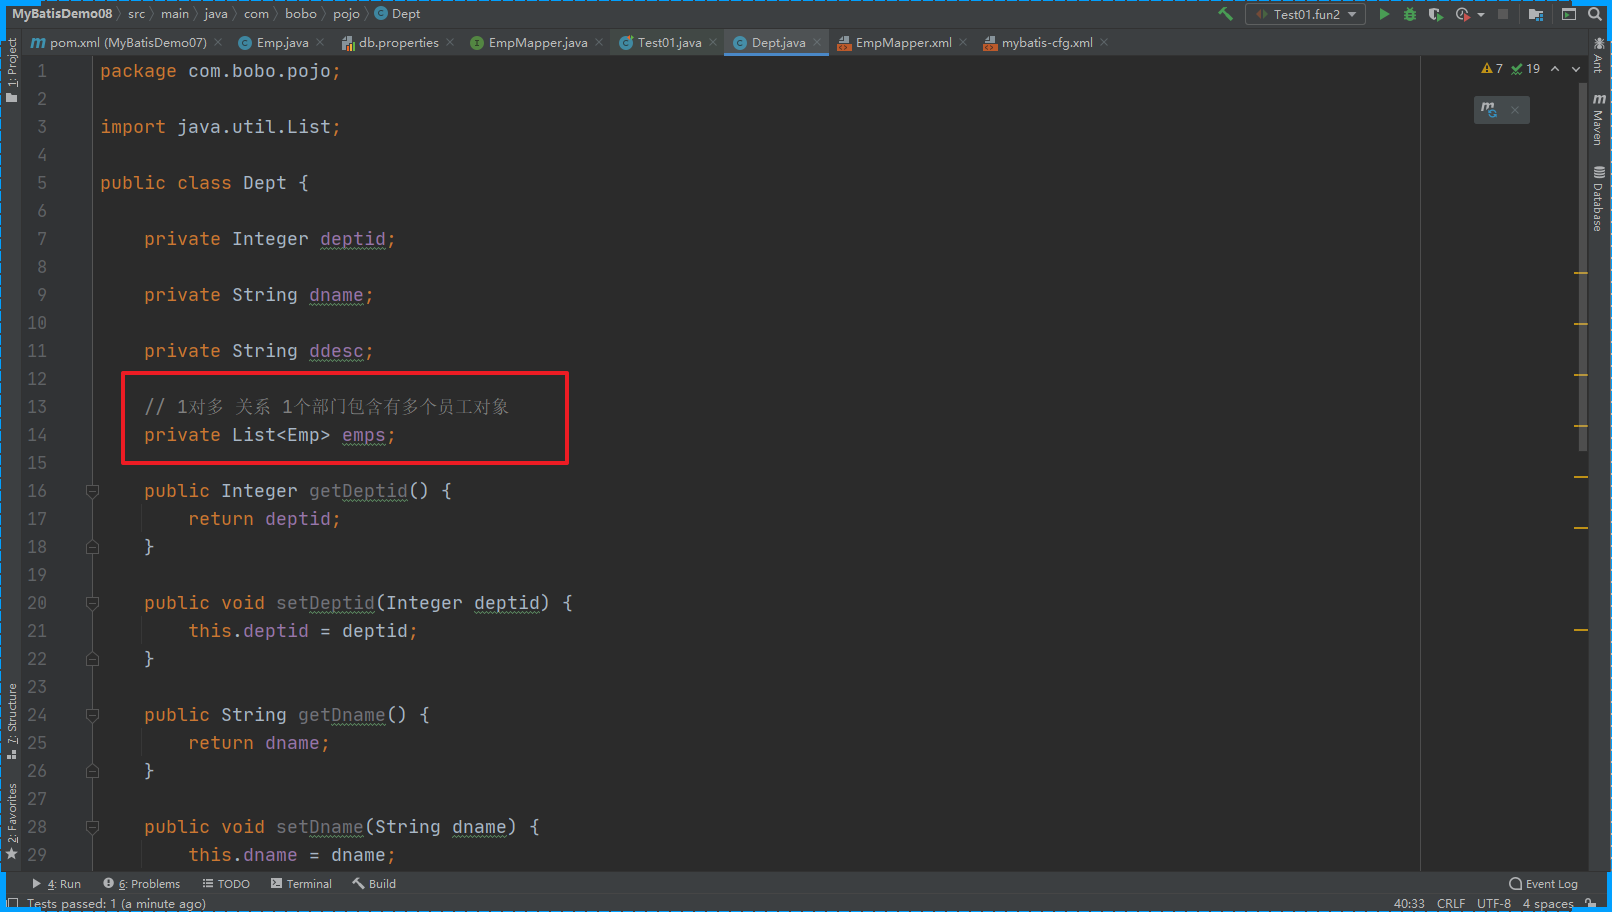 MyBatisDemo08 src main java com bobo pojo Dept Test01.fun2
pom.xml (MyBatisDemo07) Emp.java db.properties EmpMapper.java Test01.java Dept.java EmpMapper.xml mybatis-cfg.xml
7 19
1 package com.bobo.pojo;
2
3 import java.util.List;
4
5 public class Dept {
6
7 private Integer deptid;
8
9 private String dname;
10
11 private String ddesc;
12
13 // 1对多 关系 1个部门包含有多个员工对象
14 private List<Emp> emps;
15
16 public Integer getDeptid() {
17 return deptid;
18 }
19
20 public void setDeptid(Integer deptid) {
21 this.deptid = deptid;
22 }
23
24 public String getDname() {
25 return dname;
26 }
27
28 public void setDname(String dname) {
29 this.dname = dname;
1: Project
7: Structure
2: Favorites
Ant
Maven
Database
4: Run 6: Problems TODO Terminal Build Event Log
Tests passed: 1 (a minute ago) 40:33 CRLF UTF-8 4 spaces